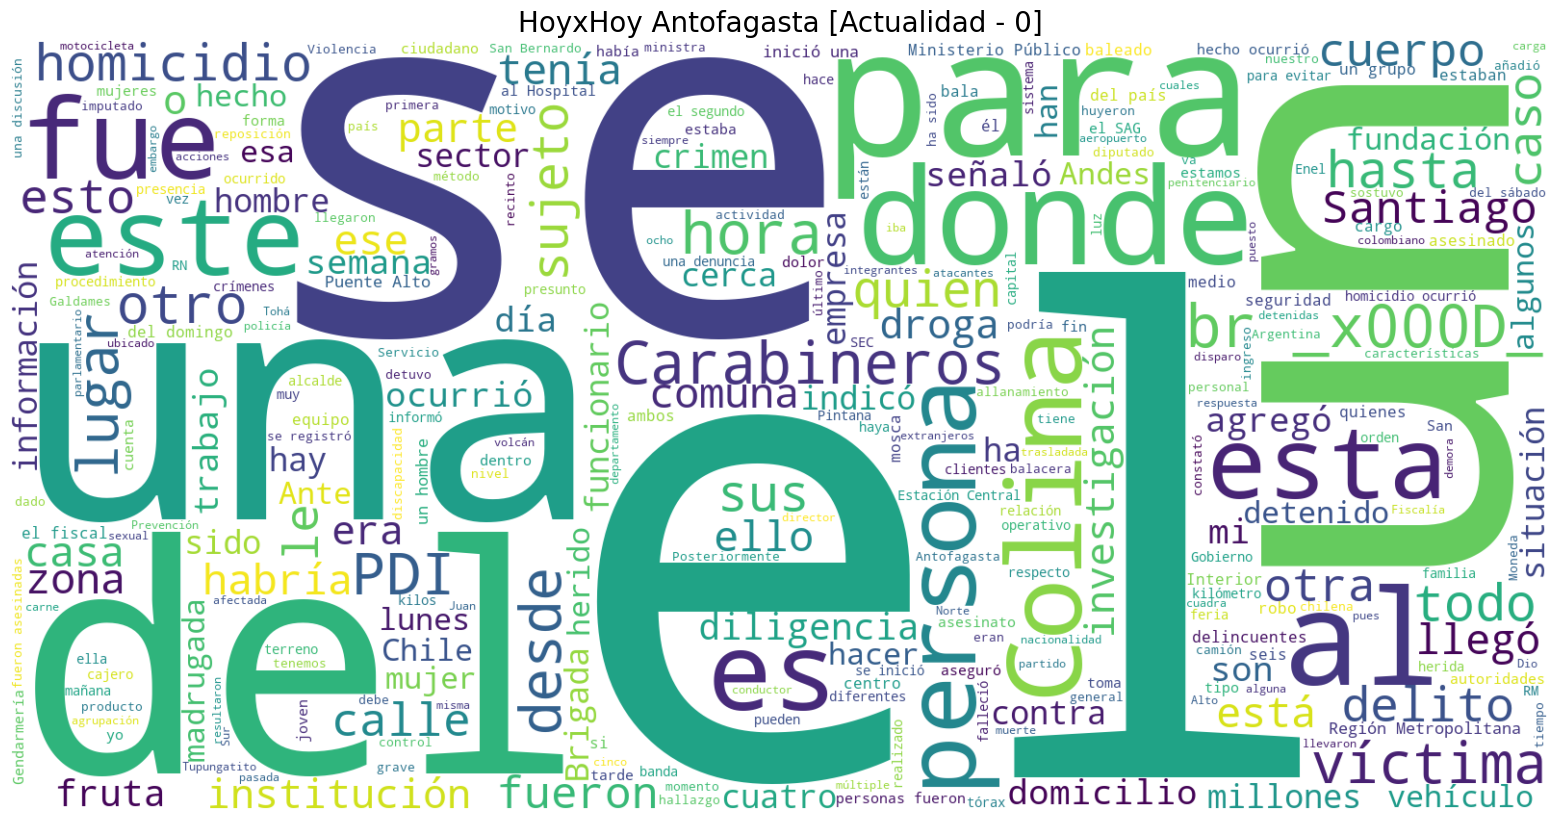 HoyxHoy Antofagasta [Actualidad - 0]
motocicleta
homicidio
Violencia
ciudadano
San Bernardo
había
ministra
inició una
Ministerio Público
baleado
hecho ocurrió
nuestro
cuerpo
carga
añadió
una discusión
mujeres
imputado
o
hecho
se
tenía
al Hospital
motivo
hace
para
bala
del país
cuales
huyeron
para evitar
un grupo
estaban
caso
fue
forma
reposición
embargo
acciones
esa
primera
país
parte
sector
método
recinto
sujeto
el segundo
estaba
siempre
crimen
ha sido
él
sistema
han
el SAG
aeropuerto
diputado
un
fundación
hasta
esto
presencia
vez
ocurrido
hombre
llegaron
señaló
están
Andes
va
estamos
penitenciario
Enel
sostuvo
del sábado
Santiago
este
atención
RN
ese
semana
Puente Alto
gramos
presunto
actividad
hora
ocho
una denuncia
cerca
dolor
último
empresa
donde
iba
luz
puesto
cargo
colombiano
asesinado
algunos
información
procedimiento
Galdames
crímenes
otro
Tohá
policía
del domingo
ubicado
día
integrantes
atacantes
quien
capital
medio
seguridad
homicidio ocurrió
detenidas
Argentina
br _x000D_
características
lugar
parlamentario
una
Servicio
detuvo
ocurrió
funcionario
Carabineros
SEC
droga
podría
fin
el
disparo
ingreso
trabajo
cuenta
alcalde
muy
equipo
informó
comuna
indicó
ambos
Pintana
haya
mosca
persona
extranjeros
allanamiento
tiene
Colina
investigación
personal
respuesta
agregó
quienes
orden
San
se registró
hay
discapacidad
un hombre
volcán
dentro
nivel
departamento
ha
trasladada
clientes
balacera
esta
constató
demora
situación
dado
Ante
le
era
sus
director
ello
Posteriormente
Estación Central
relación
operativo
Antofagasta
detenido
Fiscalía
mi
el fiscal
Prevención
sexual
sido
casa
zona
habría
PDI
desde
Brigada herido
respecto
Gobierno
Interior
kilómetro
cuadra
familia
otra
Moneda
todo
Gendarmería
fueron asesinadas
carne
del
madrugada
afectada
kilos
Juan
lunes
Chile
diligencia
Norte
asesinato
eran
nacionalidad
robo
chilena
feria
pues
al
ella
cajero
mañana
producto
agrupación
yo
resultaron
Sur
terreno
tenemos
mujer
joven
debe
misma
calle
control
es
conductor
hacer
se inició
centro
diferentes
pueden
aseguró
partido
toma
general
delincuentes
camión
seis
son
llegó
herida
Dio
autoridades
tipo
alguna
RM
Alto
está
delito
Región Metropolitana
tiempo
contra
muerte
falleció
llevaron
víctima
Tupungatito
pasada
grave
si
cinco
tarde
banda
momento
hallazgo
múltiple
realizado
fruta
institución
fueron
cuatro
personas fueron
tórax
domicilio
millones
vehículo